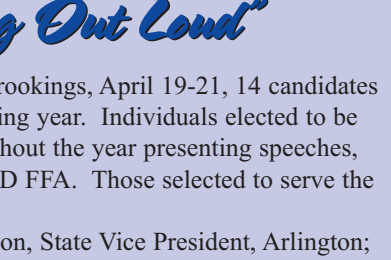 g Out Loud"
rookings, April 19-21, 14 candidates
ing year. Individuals elected to be
hout the year presenting speeches,
D FFA. Those selected to serve the
on, State Vice President, Arlington;